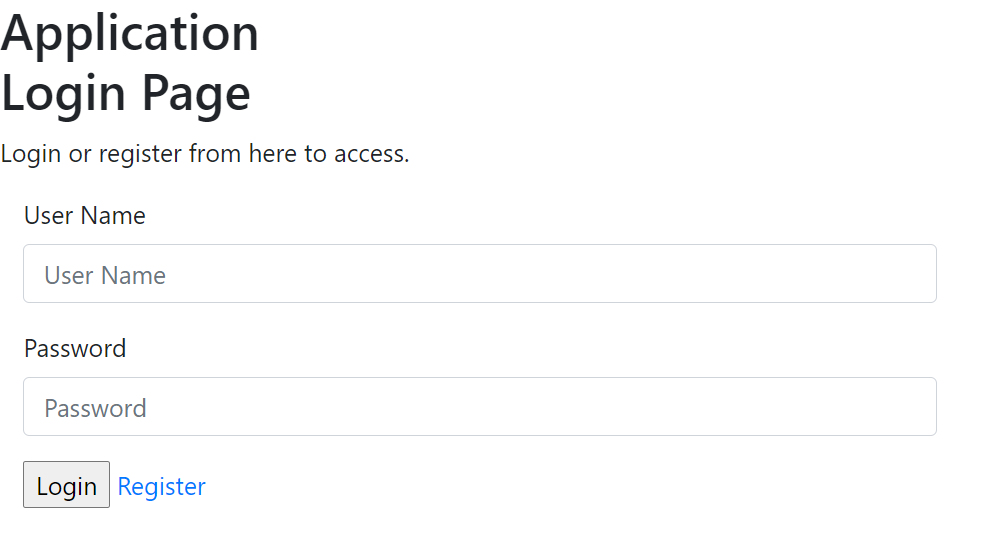 Application
Login Page
Login or register from here to access.
User Name
User Name
Password
Password
Login Register